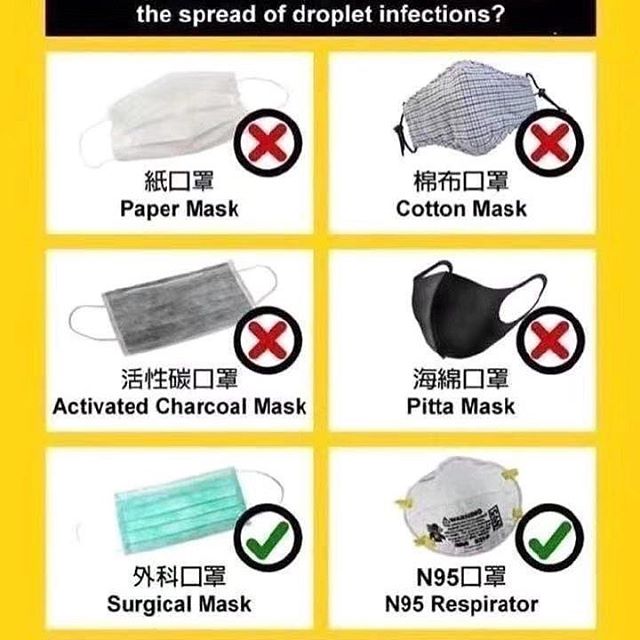 the spread of droplet infections?
紙口罩
Paper Mask
棉布口罩
Cotton Mask
活性碳口罩
Activated Charcoal Mask
海綿口罩
Pitta Mask
外科口罩
Surgical Mask
N95口罩
N95 Respirator